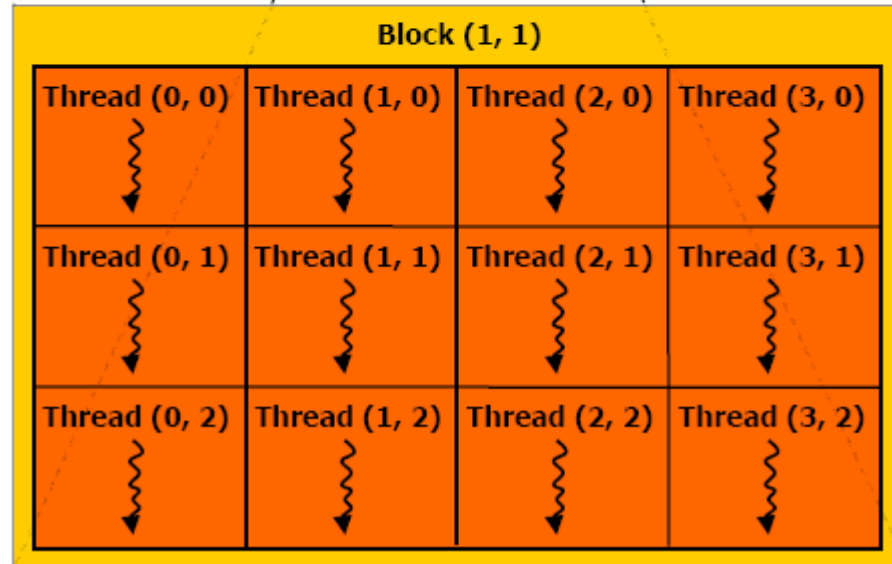 Block (1, 1)
Thread (0, 0) Thread (1, 0) Thread (2, 0) Thread (3, 0)
Thread (0, 1) Thread (1, 1) Thread (2, 1) Thread (3, 1)
Thread (0, 2) Thread (1, 2) Thread (2, 2) Thread (3, 2)